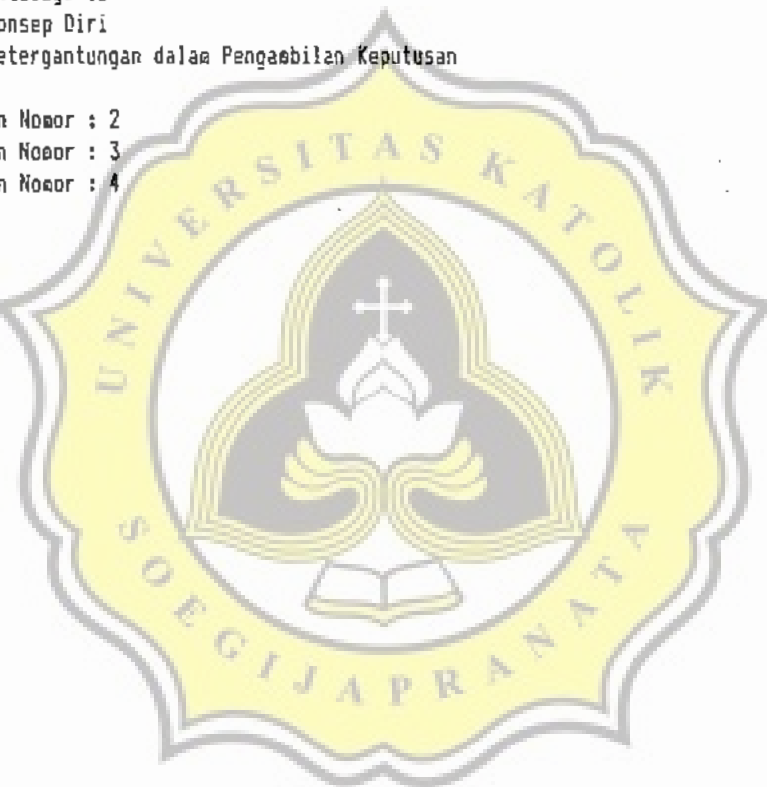 onsep Diri
etergantungan dalam Pengambilan Keputusan
n Nomor : 2
n Nomor : 3
n Nomor : 4
UNIVERSITAS KATOLIK
SOEGIJAPRANATA